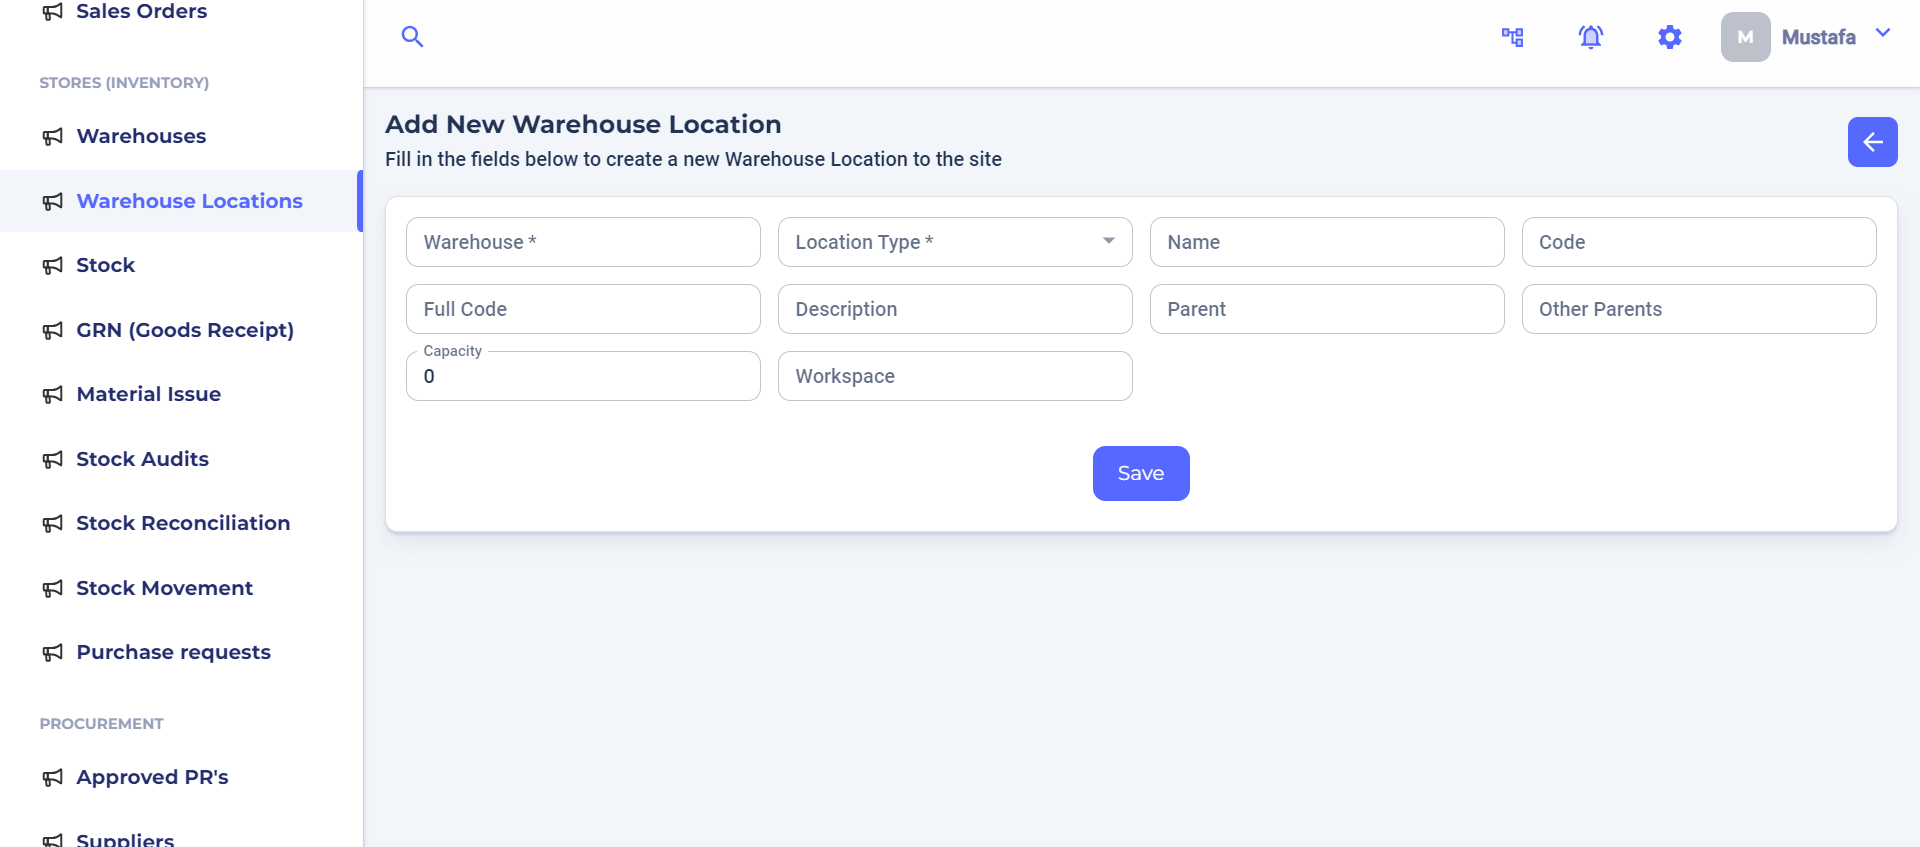 Sales Orders
STORES (INVENTORY)
Warehouses
Warehouse Locations
Stock
GRN (Goods Receipt)
Material Issue
Stock Audits
Stock Reconciliation
Stock Movement
Purchase requests
PROCUREMENT
Approved PR's
Suppliers
M Mustafa
Add New Warehouse Location
Fill in the fields below to create a new Warehouse Location to the site
Warehouse * Location Type * Name Code
Full Code Description Parent Other Parents
Capacity
0 Workspace
Save